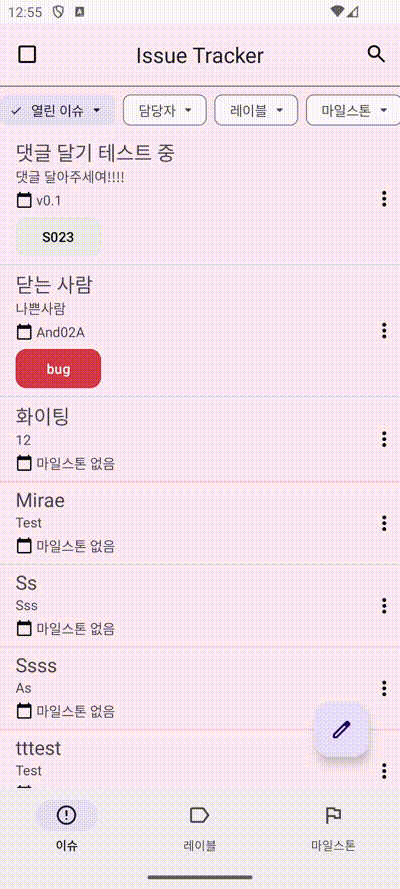 12:55
Issue Tracker
열린 이슈
담당자
레이블
마일스톤
댓글 달기 테스트 중
댓글 달아주세여!!!!
v0.1
S023
닫는 사람
나쁜사람
And02A
bug
화이팅
12
마일스톤 없음
Mirae
Test
마일스톤 없음
Ss
Sss
마일스톤 없음
Ssss
As
마일스톤 없음
tttest
Test
이슈
레이블
마일스톤